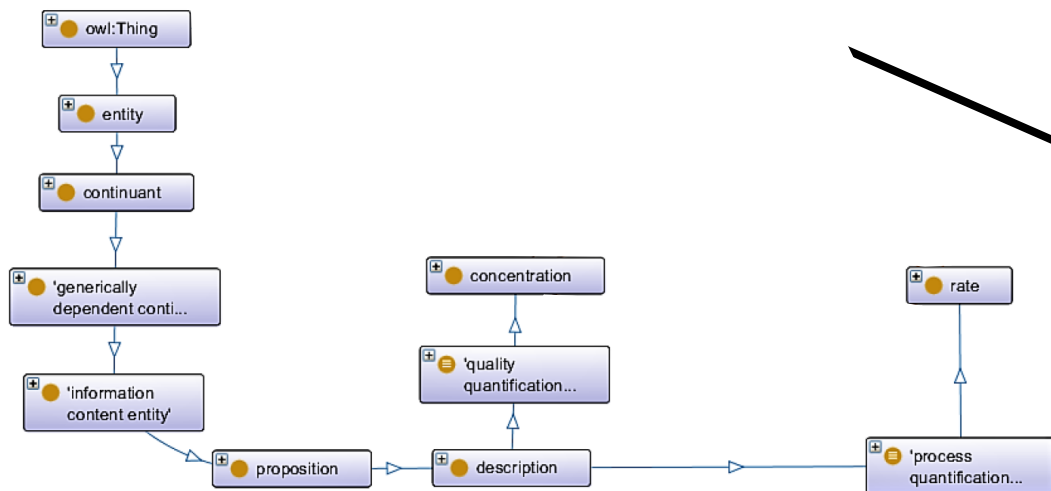 owl:Thing
entity
continuant
'generically
dependent conti...
'information
content entity'
proposition
description
'quality
quantification...
concentration
'process
quantification...
rate